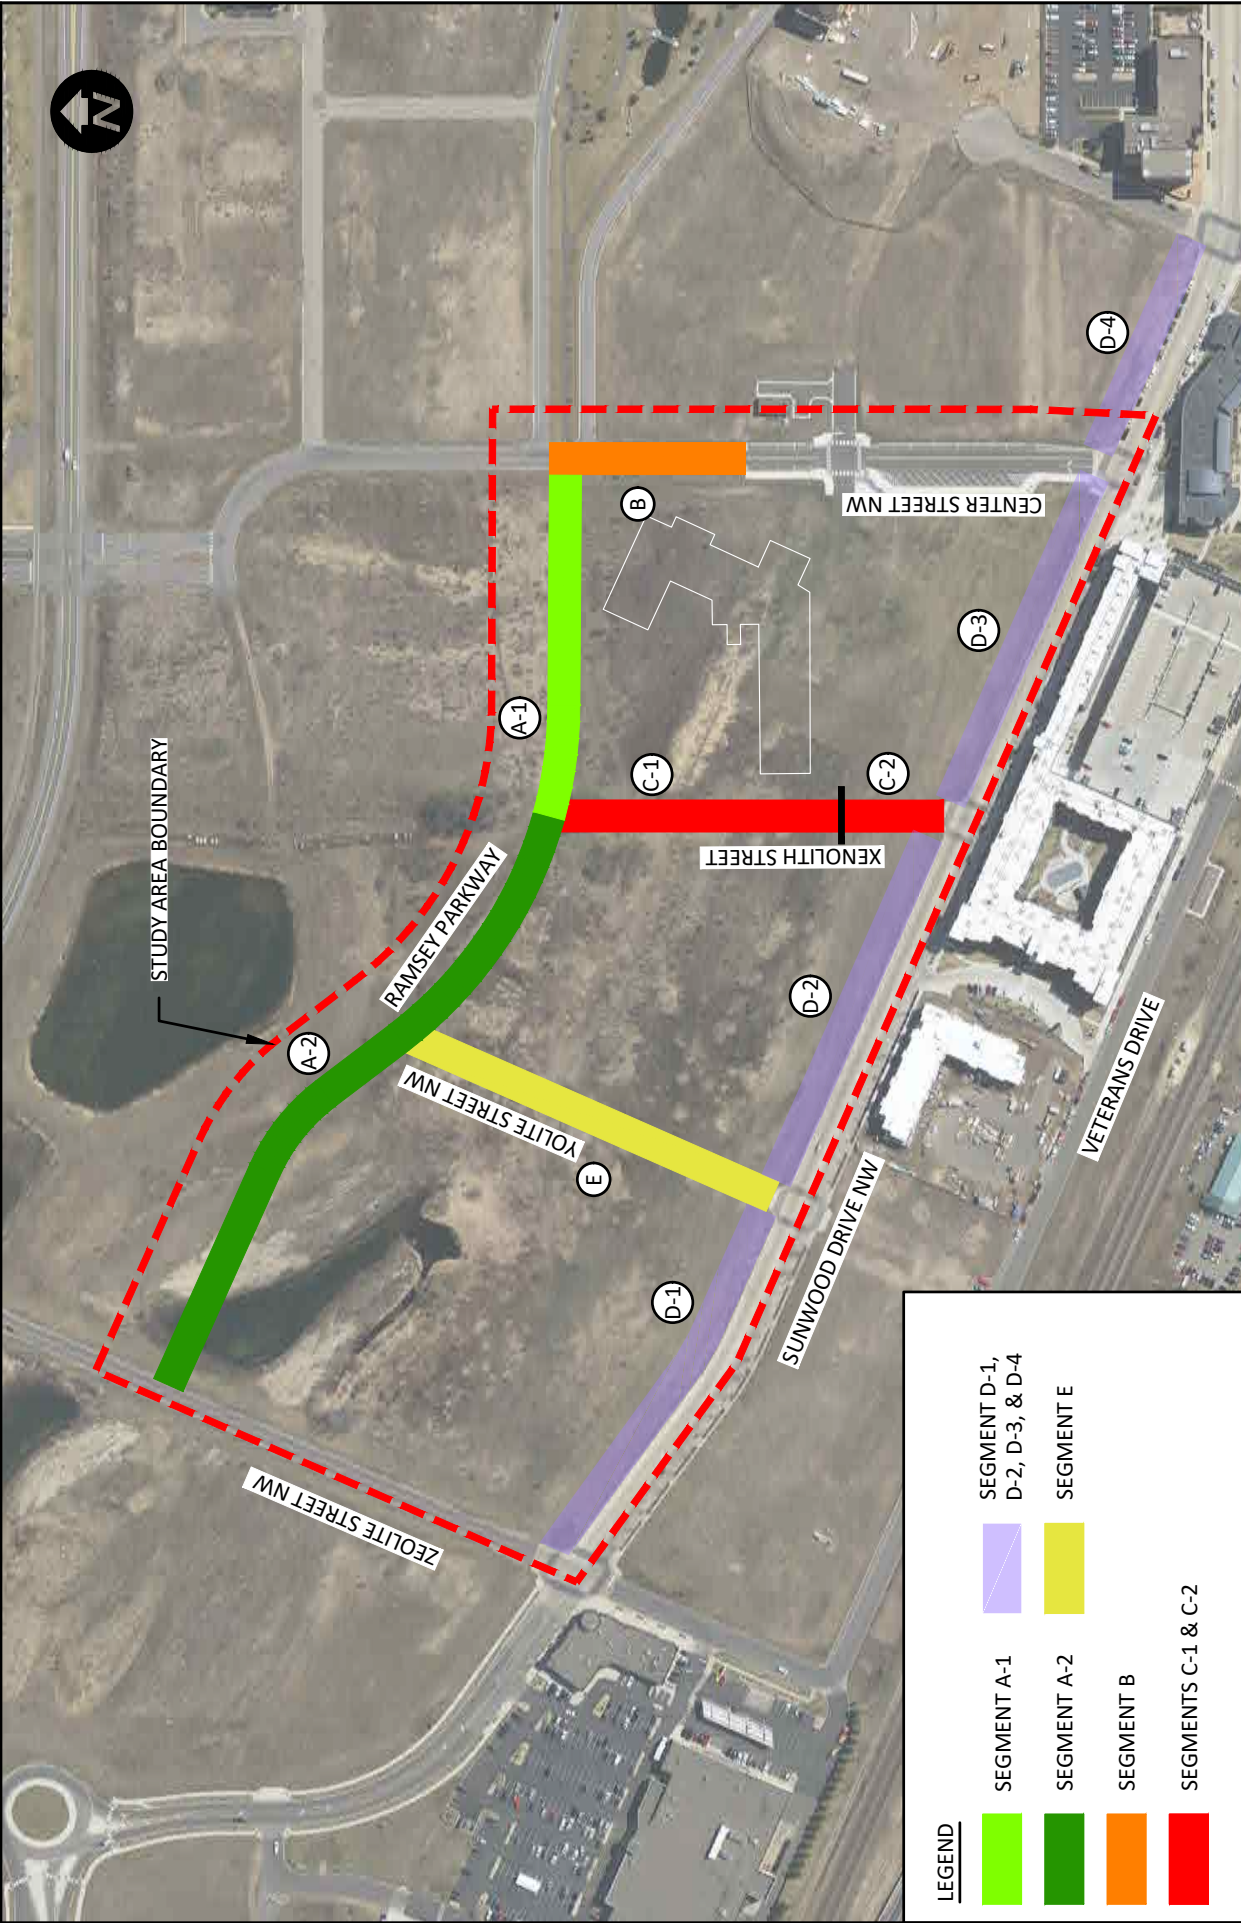 N
STUDY AREA BOUNDARY
A-2
RAMSEY PARKWAY
A-1
ZEOLITE STREET NW
YOLITE STREET NW
E
C-1
B
XENOLITH STREET
C-2
CENTER STREET NW
D-1
D-2
D-3
D-4
SUNWOOD DRIVE NW
VETERANS DRIVE
LEGEND
SEGMENT A-1
SEGMENT A-2
SEGMENT B
SEGMENTS C-1 & C-2
SEGMENT D-1,
D-2, D-3, & D-4
SEGMENT E